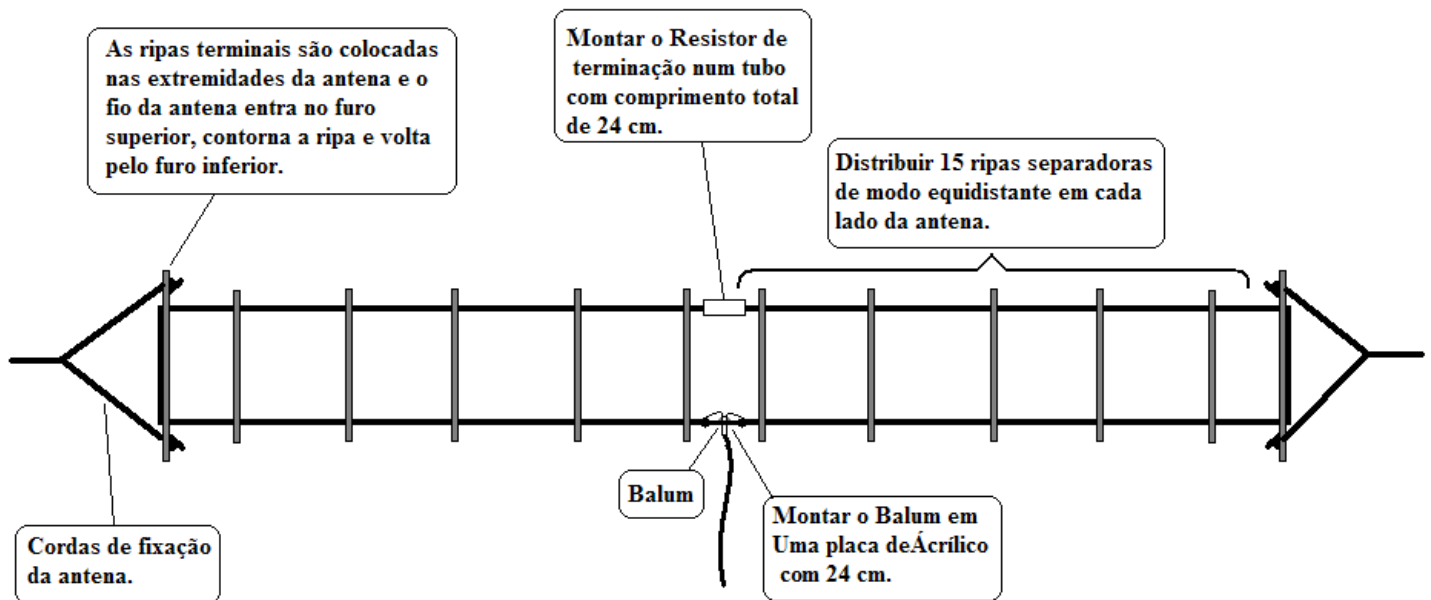 As ripas terminais são colocadas
nas extremidades da antena e o
fio da antena entra no furo
superior, contorna a ripa e volta
pelo furo inferior.
Montar o Resistor de
terminação num tubo
com comprimento total
de 24 cm.
Distribuir 15 ripas separadoras
de modo equidistante em cada
lado da antena.
Balum
Montar o Balum em
Uma placa deÁcrílico
com 24 cm.
Cordas de fixação
da antena.